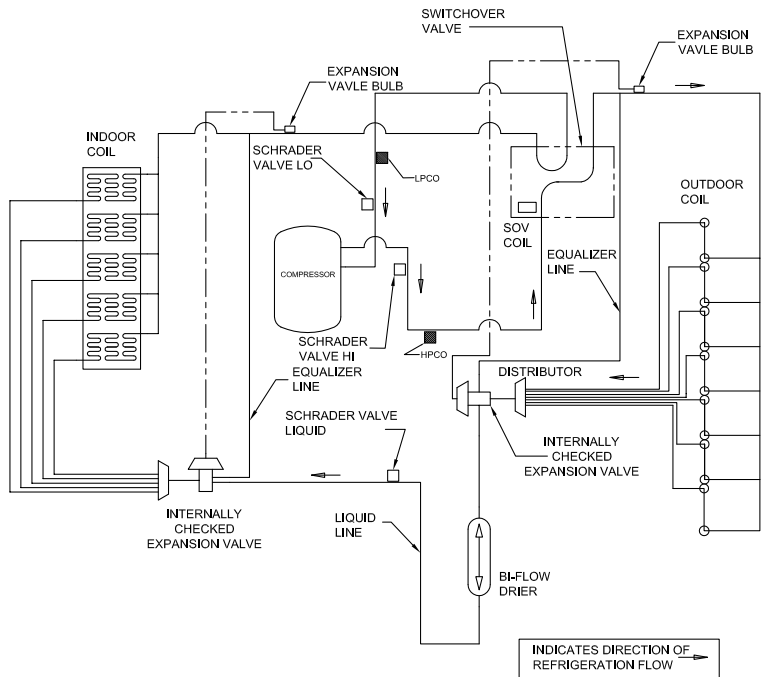 SWITCHOVER
VALVE
EXPANSION
VAVLE BULB
EXPANSION
VAVLE BULB
INDOOR
COIL
SCHRADER
VALVE LO
LPCO
OUTDOOR
COIL
SOV
COIL
EQUALIZER
LINE
COMPRESSOR
SCHRADER
VALVE HI
HPCO
EQUALIZER
LINE
DISTRIBUTOR
SCHRADER VALVE
LIQUID
INTERNALLY
CHECKED
EXPANSION VALVE
INTERNALLY
CHECKED
EXPANSION VALVE
LIQUID
LINE
BI-FLOW
DRIER
INDICATES DIRECTION OF
REFRIGERATION FLOW